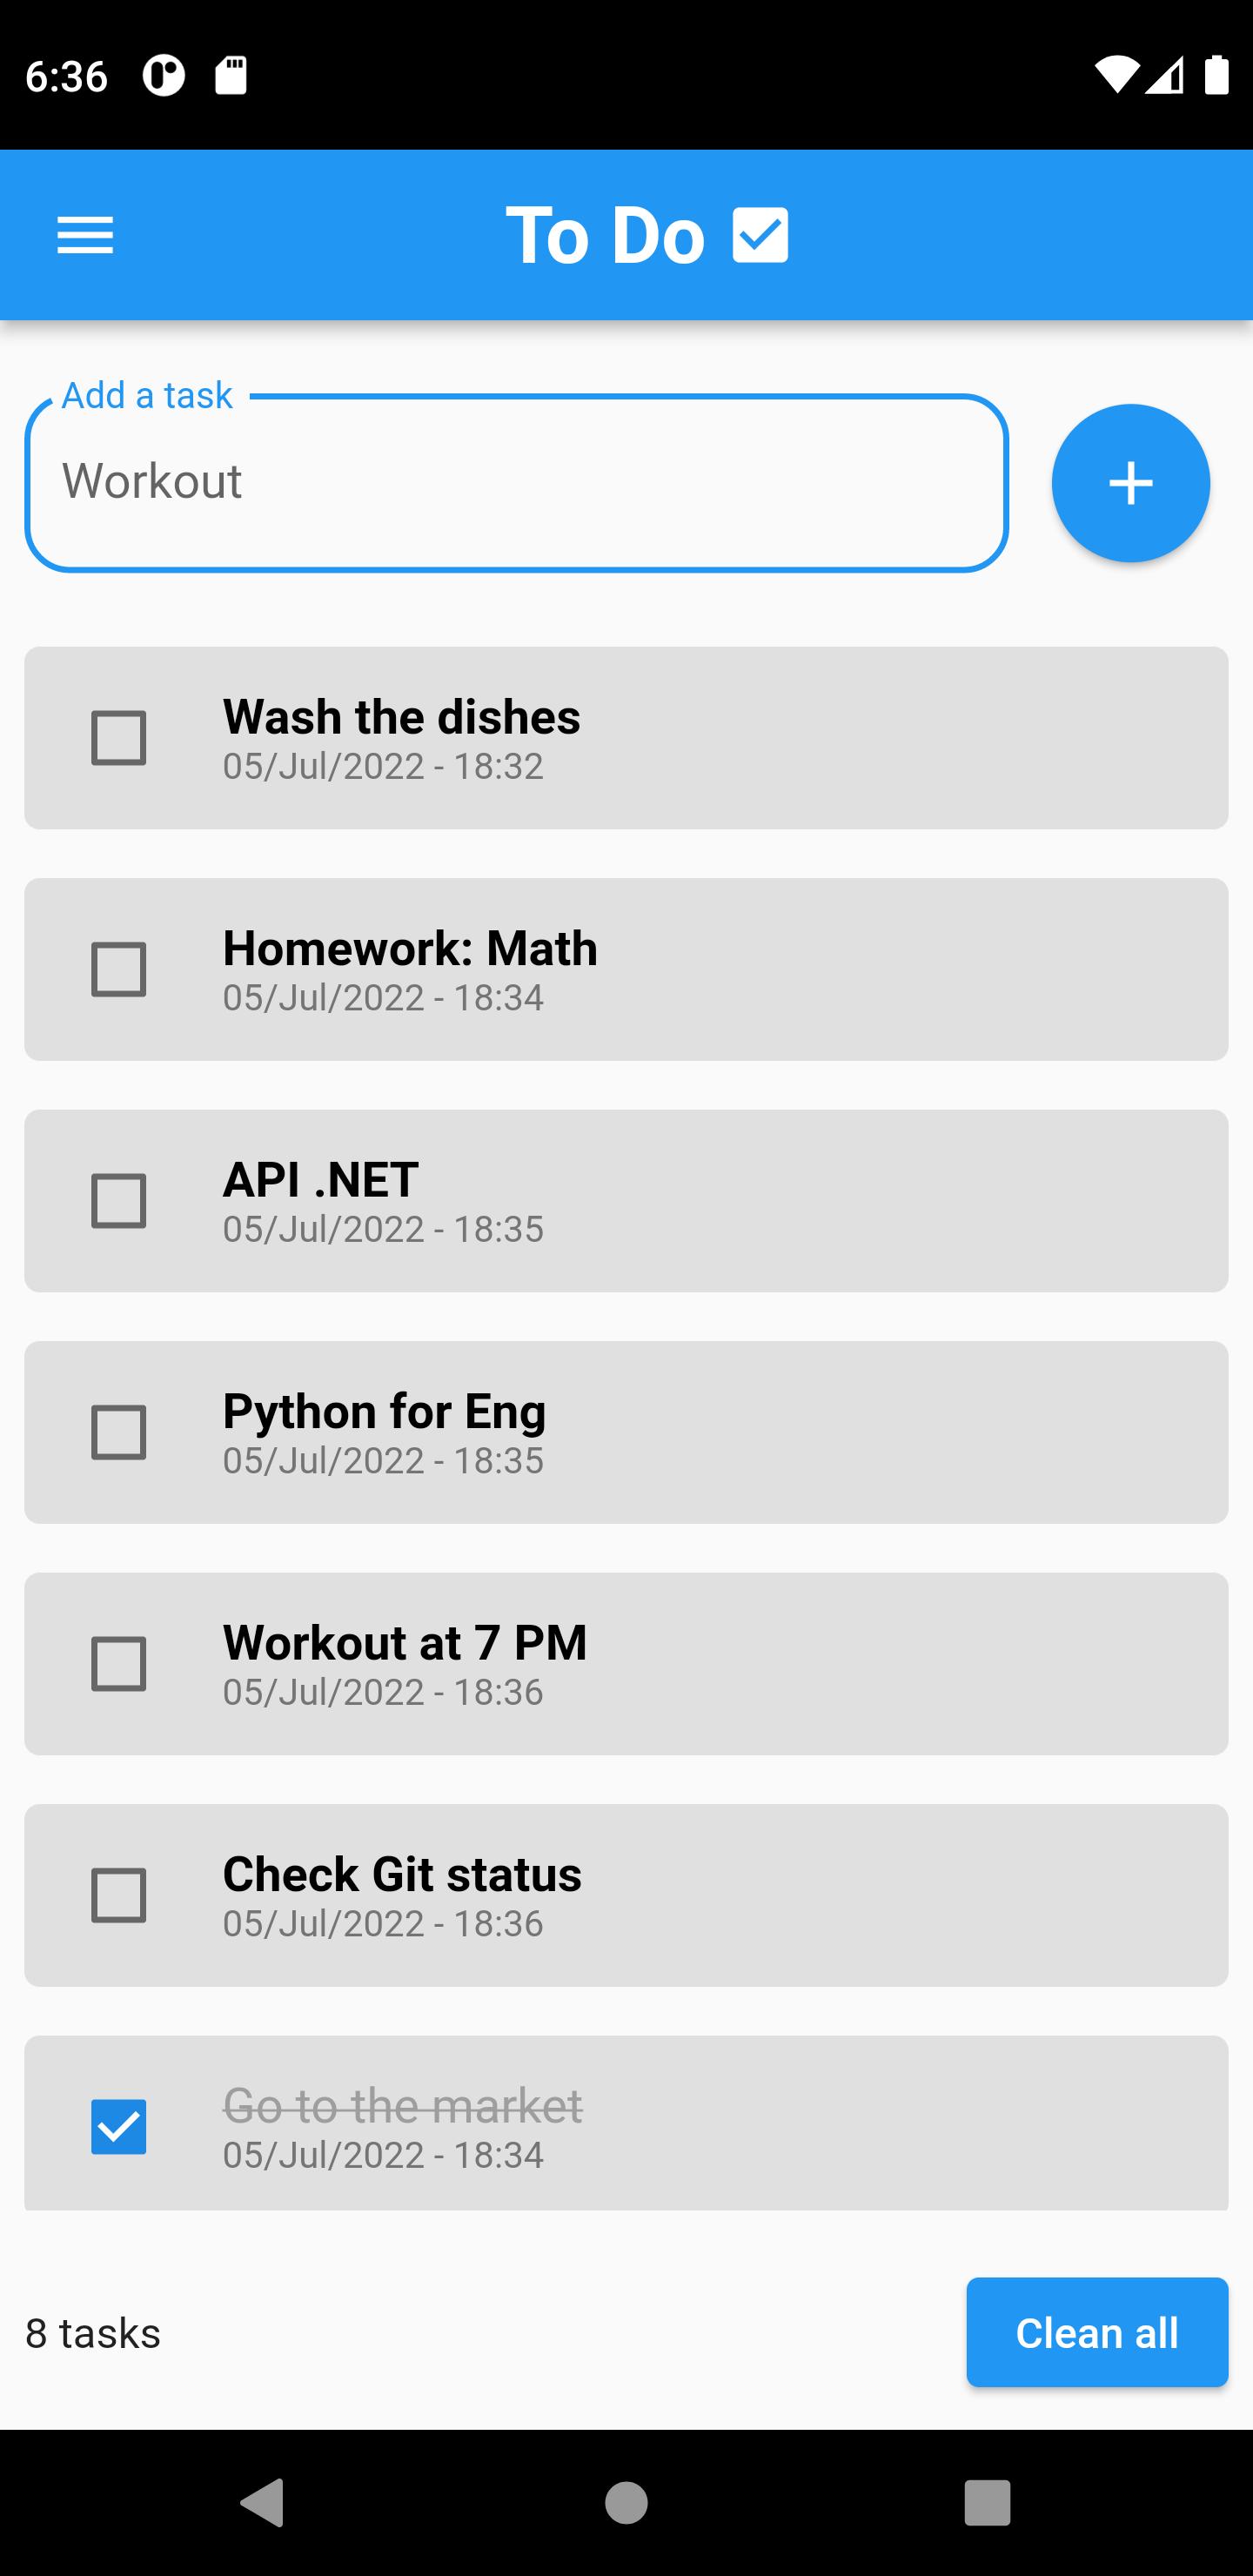 6:36
To Do
Add a task
Workout
Wash the dishes
05/Jul/2022 - 18:32
Homework: Math
05/Jul/2022 - 18:34
API .NET
05/Jul/2022 - 18:35
Python for Eng
05/Jul/2022 - 18:35
Workout at 7 PM
05/Jul/2022 - 18:36
Check Git status
05/Jul/2022 - 18:36
Go to the market
05/Jul/2022 - 18:34
8 tasks
Clean all